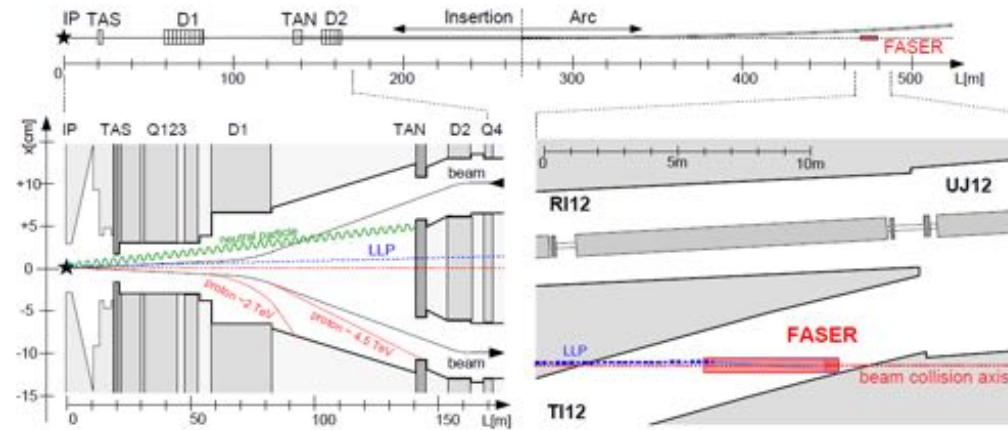 IP TAS D1 TAN D2 Insertion Arc
FASER
0 100 200 300 400 500 L[m]
x[cm] IP TAS Q123 D1 TAN D2 Q4
+10
+5
0
-5
-10
-15
beam
neutral particle
LLP
proton ~2 TeV
proton ~ 4.5 TeV
beam
0 50 100 150 L[m]
0 5m 10m
RI12 UJ12
FASER
LLP
beam collision axis
TI12